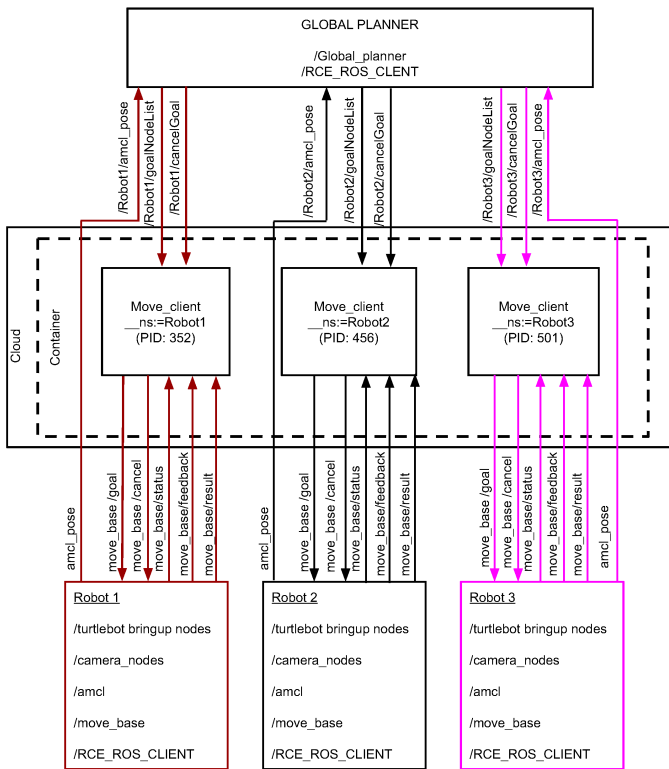 GLOBAL PLANNER
/Global_planner
/RCE_ROS_CLENT
/Robot1/amcl_pose
/Robot1/goalNodeList
/Robot1/cancelGoal
/Robot2/amcl_pose
/Robot2/goalNodeList
/Robot2/cancelGoal
/Robot3/goalNodeList
/Robot3/cancelGoal
/Robot3/amcl_pose
Cloud
Container
Move_client
__ns:=Robot1
(PID: 352)
Move_client
__ns:=Robot2
(PID: 456)
Move_client
__ns:=Robot3
(PID: 501)
amcl_pose
move_base /goal
move_base /cancel
move_base/status
move_base/feedback
move_base/result
amcl_pose
move_base /goal
move_base /cancel
move_base/status
move_base/feedback
move_base/result
move_base /goal
move_base /cancel
move_base/status
move_base/feedback
move_base/result
amcl_pose
Robot 1
/turtlebot bringup nodes
/camera_nodes
/amcl
/move_base
/RCE_ROS_CLIENT
Robot 2
/turtlebot bringup nodes
/camera_nodes
/amcl
/move_base
/RCE_ROS_CLIENT
Robot 3
/turtlebot bringup nodes
/camera_nodes
/amcl
/move_base
/RCE_ROS_CLIENT